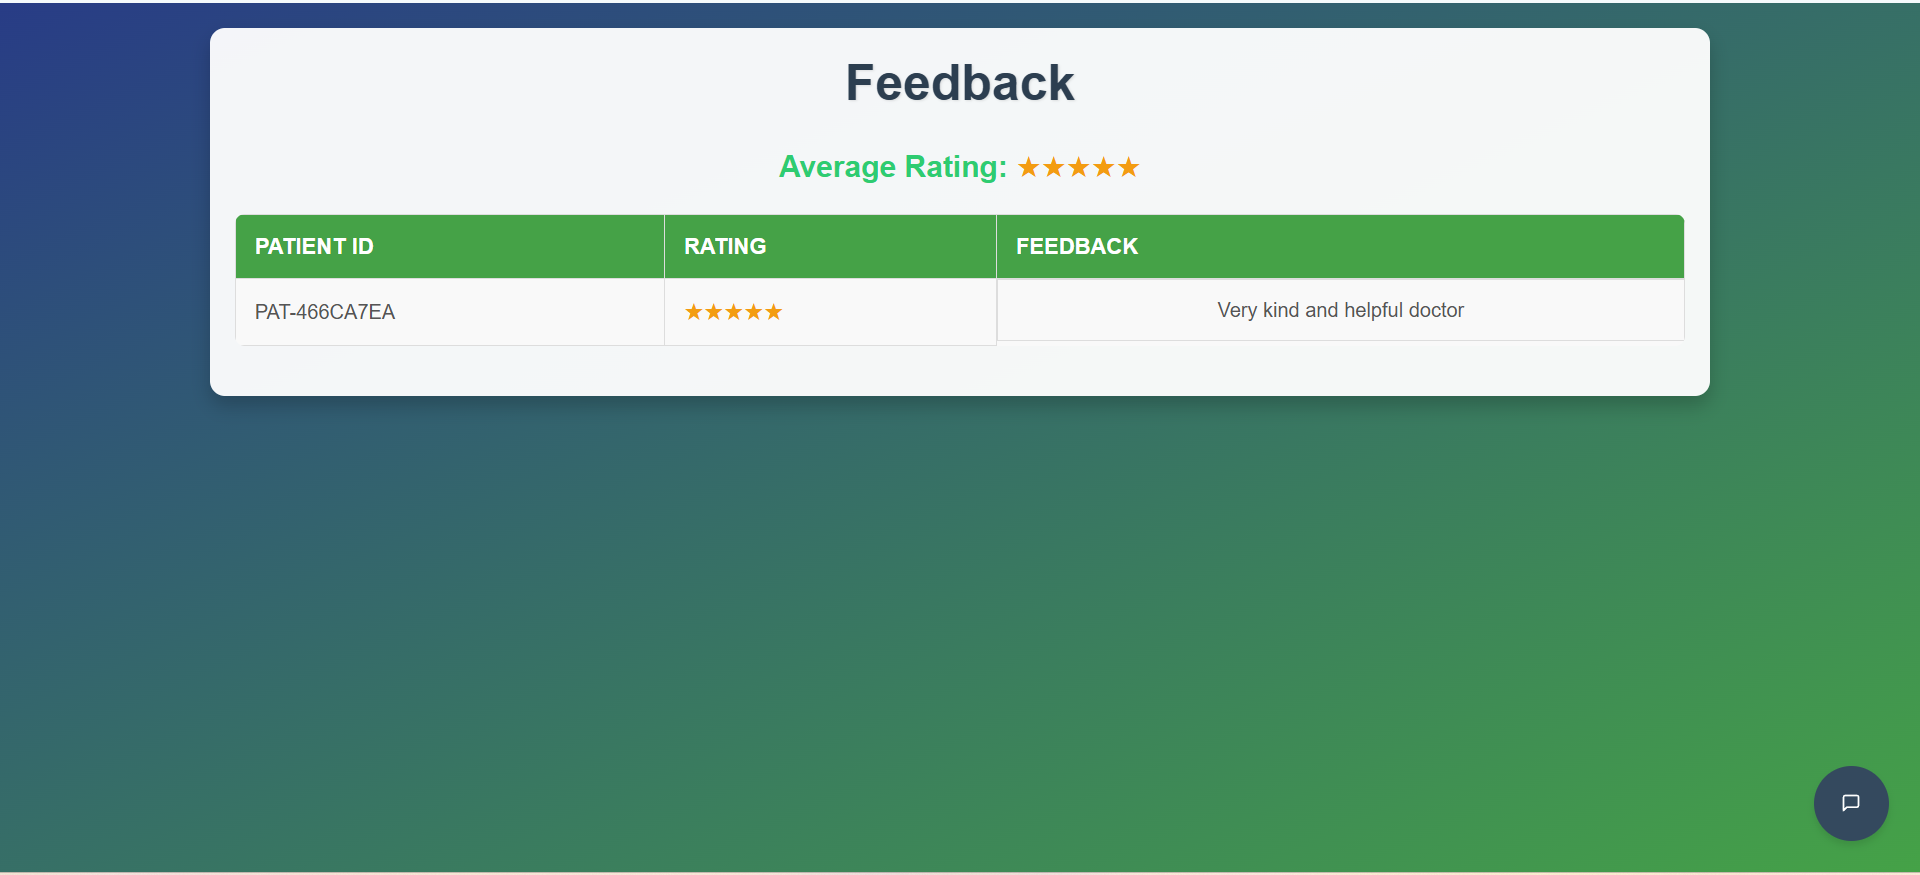 Feedback
Average Rating: ★★★★★
PATIENT ID RATING FEEDBACK
PAT-466CA7EA ★★★★★ Very kind and helpful doctor